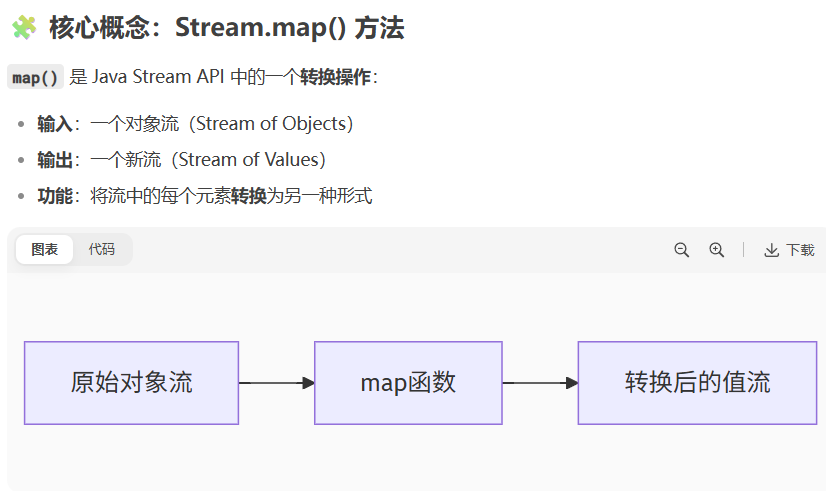 核心概念：Stream.map() 方法
map() 是 Java Stream API 中的一个转换操作：
输入：一个对象流（Stream of Objects）
输出：一个新流（Stream of Values）
功能：将流中的每个元素转换为另一种形式
图表 代码 下载
原始对象流 map函数 转换后的值流